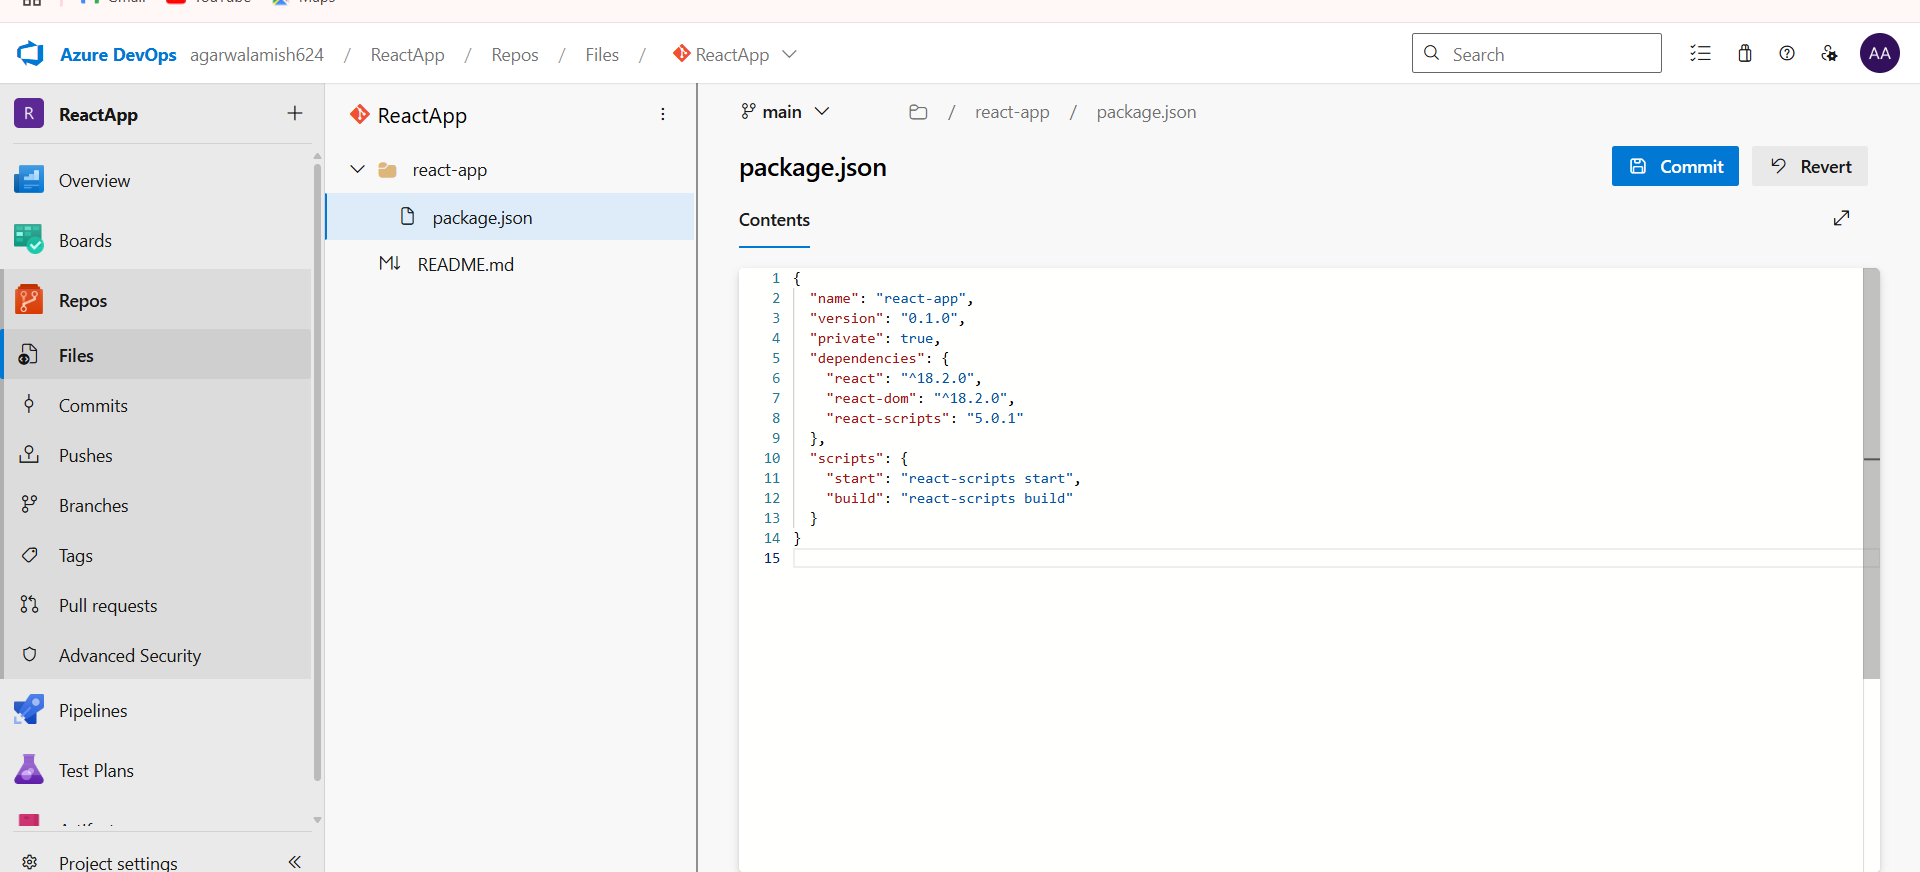 Gmail
YouTube
Maps
Azure DevOps agarwalamish624 / ReactApp / Repos / Files / ReactApp
Search
AA
R ReactApp
Overview
Boards
Repos
Files
Commits
Pushes
Branches
Tags
Pull requests
Advanced Security
Pipelines
Test Plans
Project settings
ReactApp
react-app
package.json
README.md
main
/ react-app / package.json
package.json
Commit
Revert
Contents
1 {
2 "name": "react-app",
3 "version": "0.1.0",
4 "private": true,
5 "dependencies": {
6 "react": "^18.2.0",
7 "react-dom": "^18.2.0",
8 "react-scripts": "5.0.1"
9 },
10 "scripts": {
11 "start": "react-scripts start",
12 "build": "react-scripts build"
13 }
14 }
15